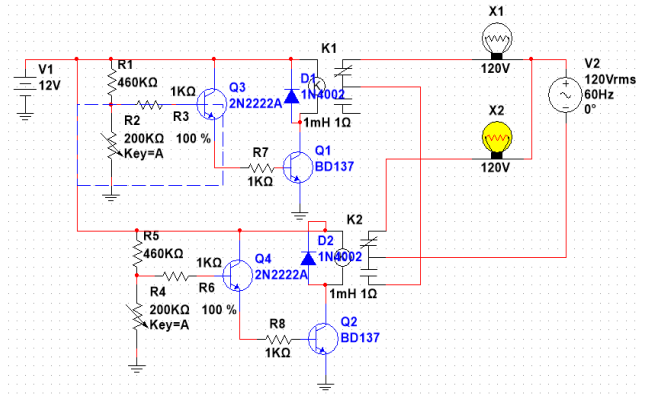 X1
K1
V1
12V
R1
460KΩ
1KΩ
Q3
2N2222A
D1
1N4002
120V
V2
120Vrms
60Hz
0°
R2
200KΩ
Key=A
R3
100 %
1mH 1Ω
X2
120V
R7
1KΩ
Q1
BD137
K2
R5
460KΩ
1KΩ
Q4
2N2222A
D2
1N4002
R4
200KΩ
Key=A
R6
100 %
1mH 1Ω
R8
1KΩ
Q2
BD137